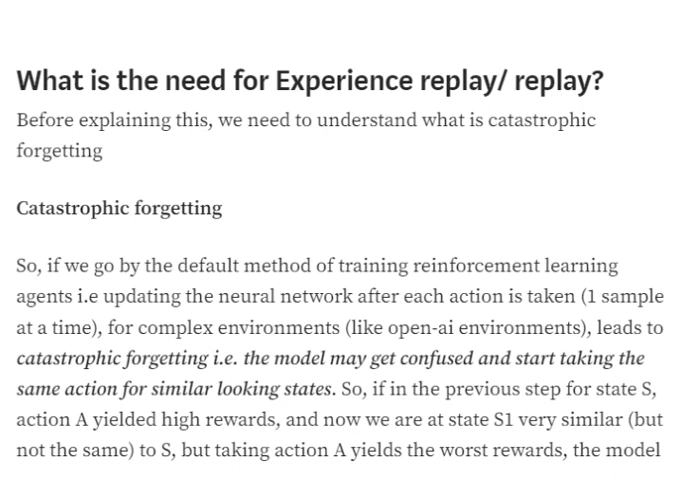 What is the need for Experience replay/ replay?
Before explaining this, we need to understand what is catastrophic
forgetting
Catastrophic forgetting
So, if we go by the default method of training reinforcement learning
agents i.e updating the neural network after each action is taken (1 sample
at a time), for complex environments (like open-ai environments), leads to
catastrophic forgetting i.e. the model may get confused and start taking the
same action for similar looking states. So, if in the previous step for state S,
action A yielded high rewards, and now we are at state S1 very similar (but
not the same) to S, but taking action A yields the worst rewards, the model